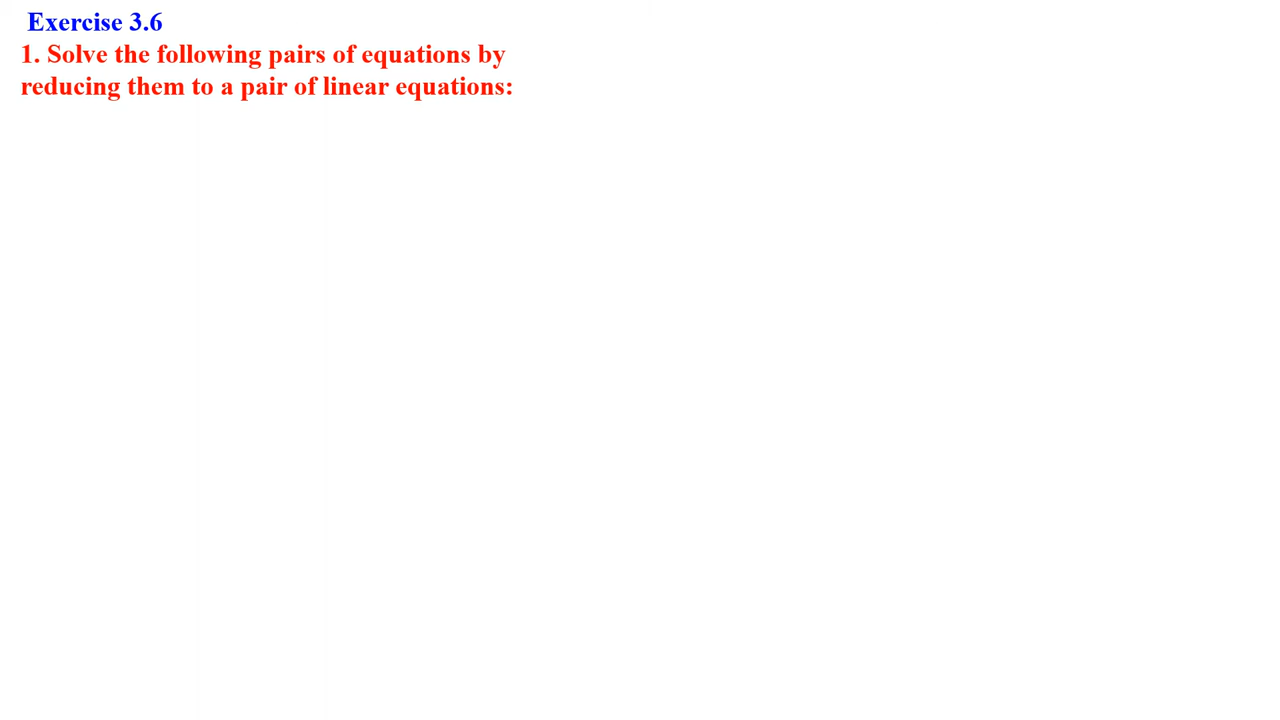 Exercise 3.6
1. Solve the following pairs of equations by
reducing them to a pair of linear equations: